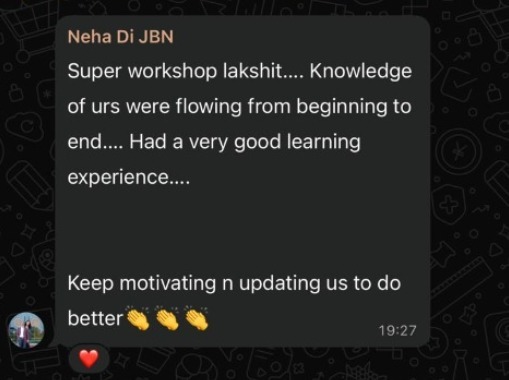 Neha Di JBN
Super workshop lakshit.... Knowledge
of urs were flowing from beginning to
end.... Had a very good learning
experience....
Keep motivating n updating us to do
better👏👏👏
19:27